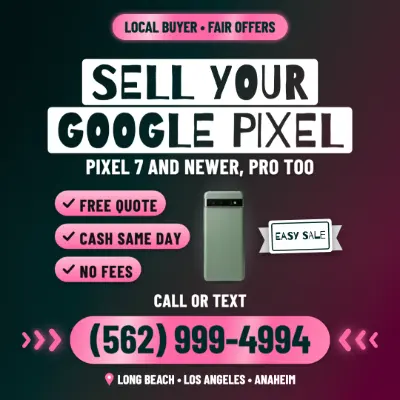 LOCAL BUYER • FAIR OFFERS
SELL YOUR
GOOGLE PIXEL
PIXEL 7 AND NEWER, PRO TOO
✓ FREE QUOTE
✓ CASH SAME DAY
✓ NO FEES
EASY SALE
CALL OR TEXT
(562) 999-4994
LONG BEACH • LOS ANGELES • ANAHEIM